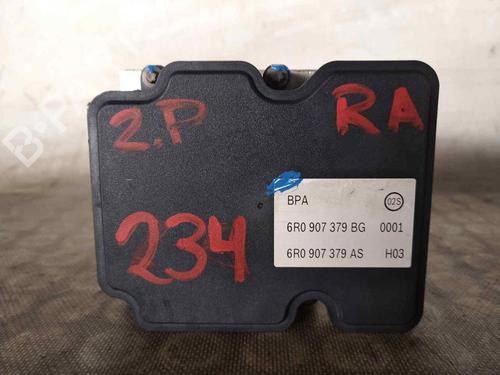 2.P
RA
234
BPA 02S
6R0 907 379 BG 0001
6R0 907 379 AS H03